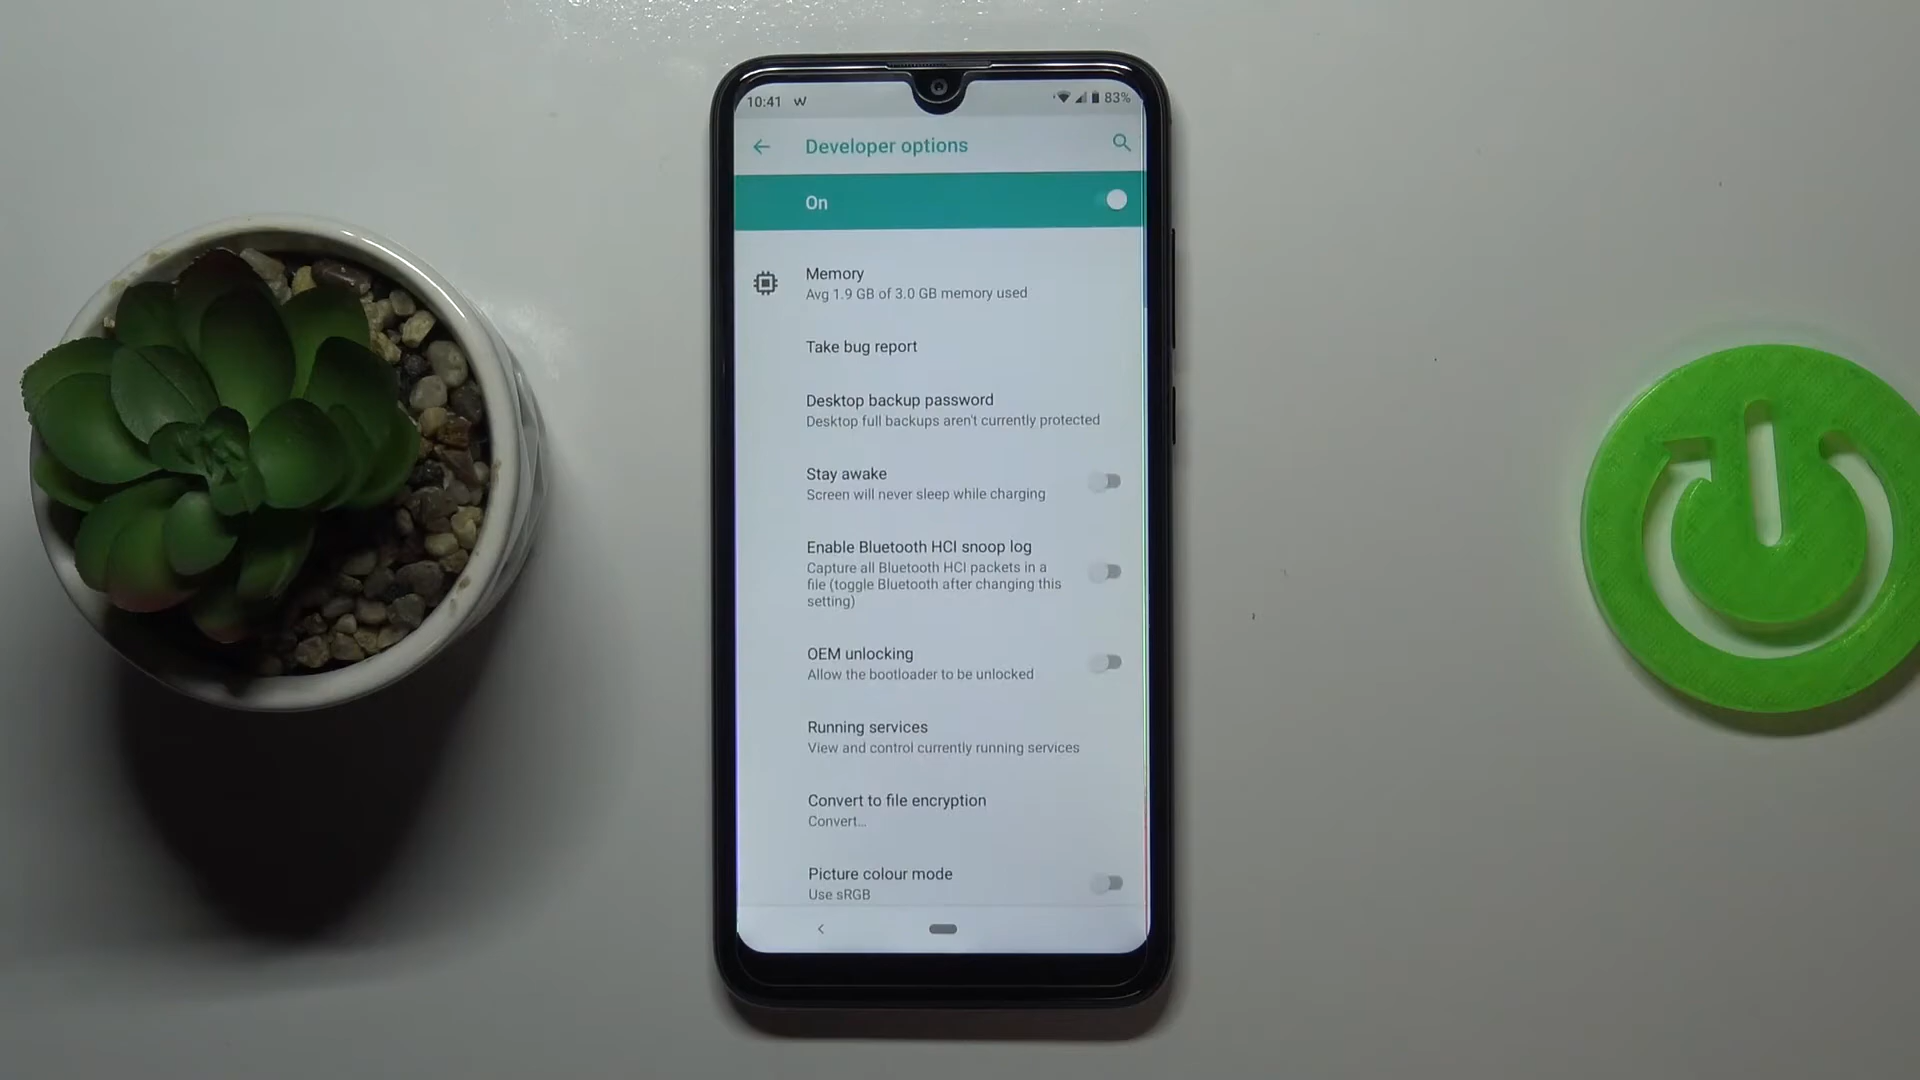 10:41 W 83%
Developer options
On
Memory
Avg 1.9 GB of 3.0 GB memory used
Take bug report
Desktop backup password
Desktop full backups aren't currently protected
Stay awake
Screen will never sleep while charging
Enable Bluetooth HCI snoop log
Capture all Bluetooth HCI packets in a
file (toggle Bluetooth after changing this
setting)
OEM unlocking
Allow the bootloader to be unlocked
Running services
View and control currently running services
Convert to file encryption
Convert...
Picture colour mode
Use sRGB